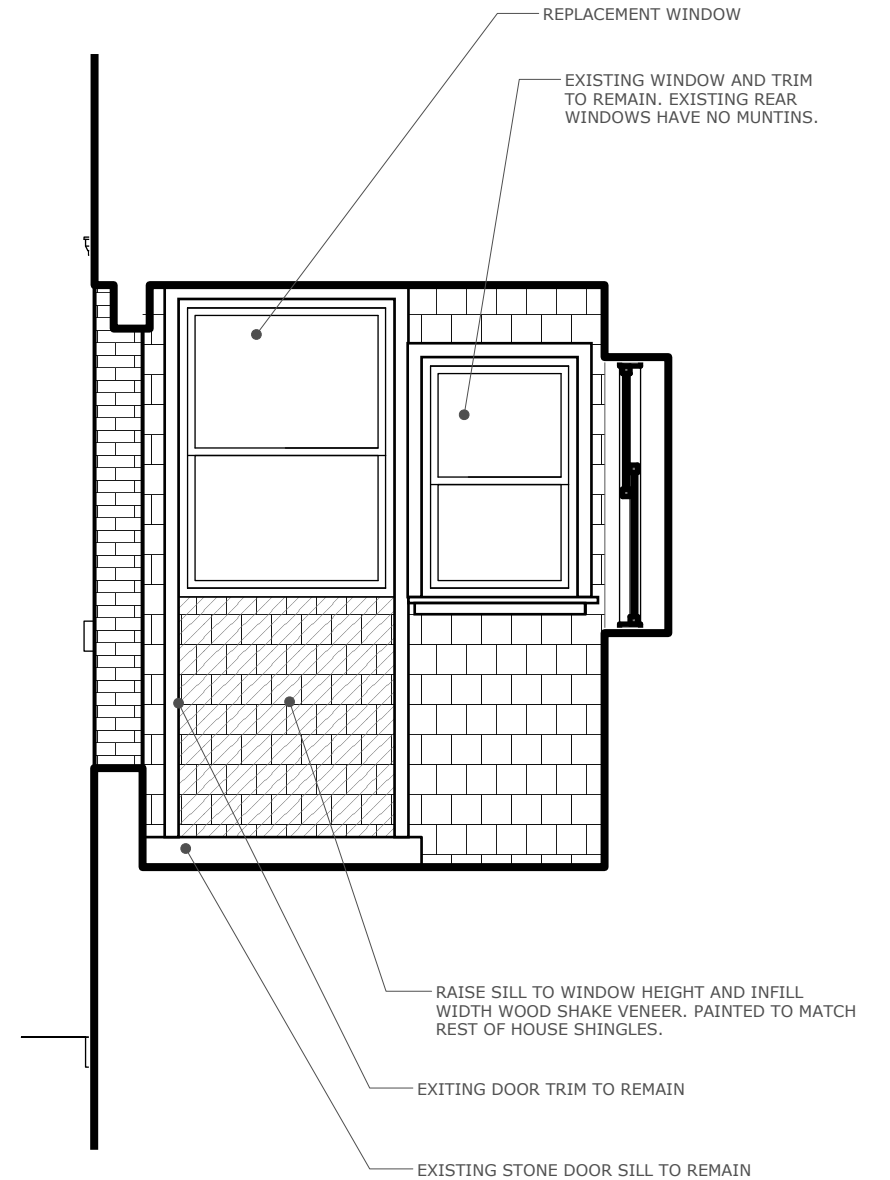 REPLACEMENT WINDOW
EXISTING WINDOW AND TRIM
TO REMAIN. EXISTING REAR
WINDOWS HAVE NO MUNTINS.
RAISE SILL TO WINDOW HEIGHT AND INFILL
WIDTH WOOD SHAKE VENEER. PAINTED TO MATCH
REST OF HOUSE SHINGLES.
EXITING DOOR TRIM TO REMAIN
EXISTING STONE DOOR SILL TO REMAIN